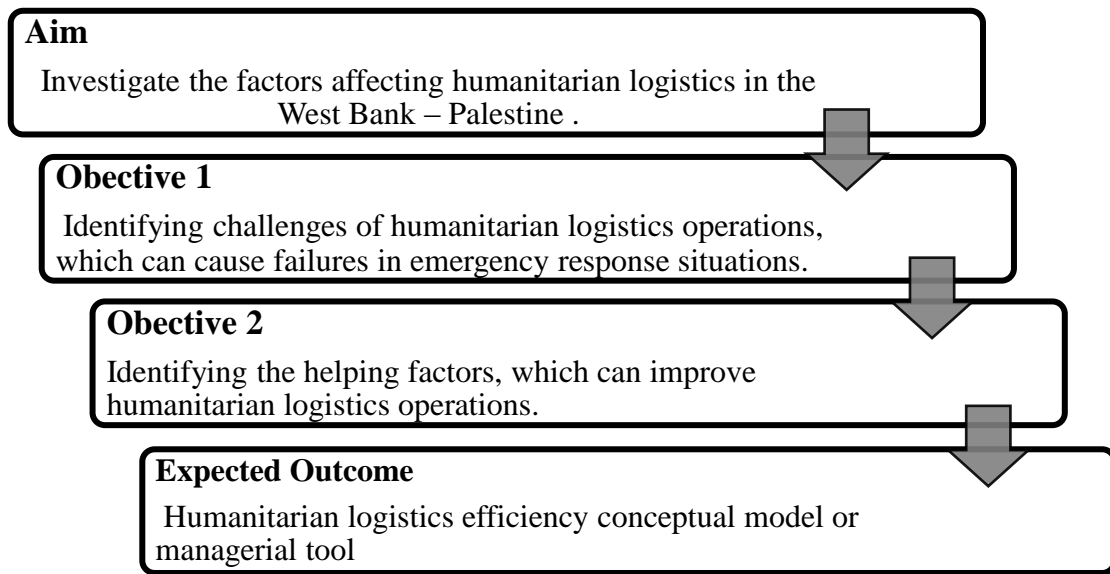 Aim
Investigate the factors affecting humanitarian logistics in the
West Bank – Palestine .
Obective 1
Identifying challenges of humanitarian logistics operations,
which can cause failures in emergency response situations.
Obective 2
Identifying the helping factors, which can improve
humanitarian logistics operations.
Expected Outcome
Humanitarian logistics efficiency conceptual model or
managerial tool